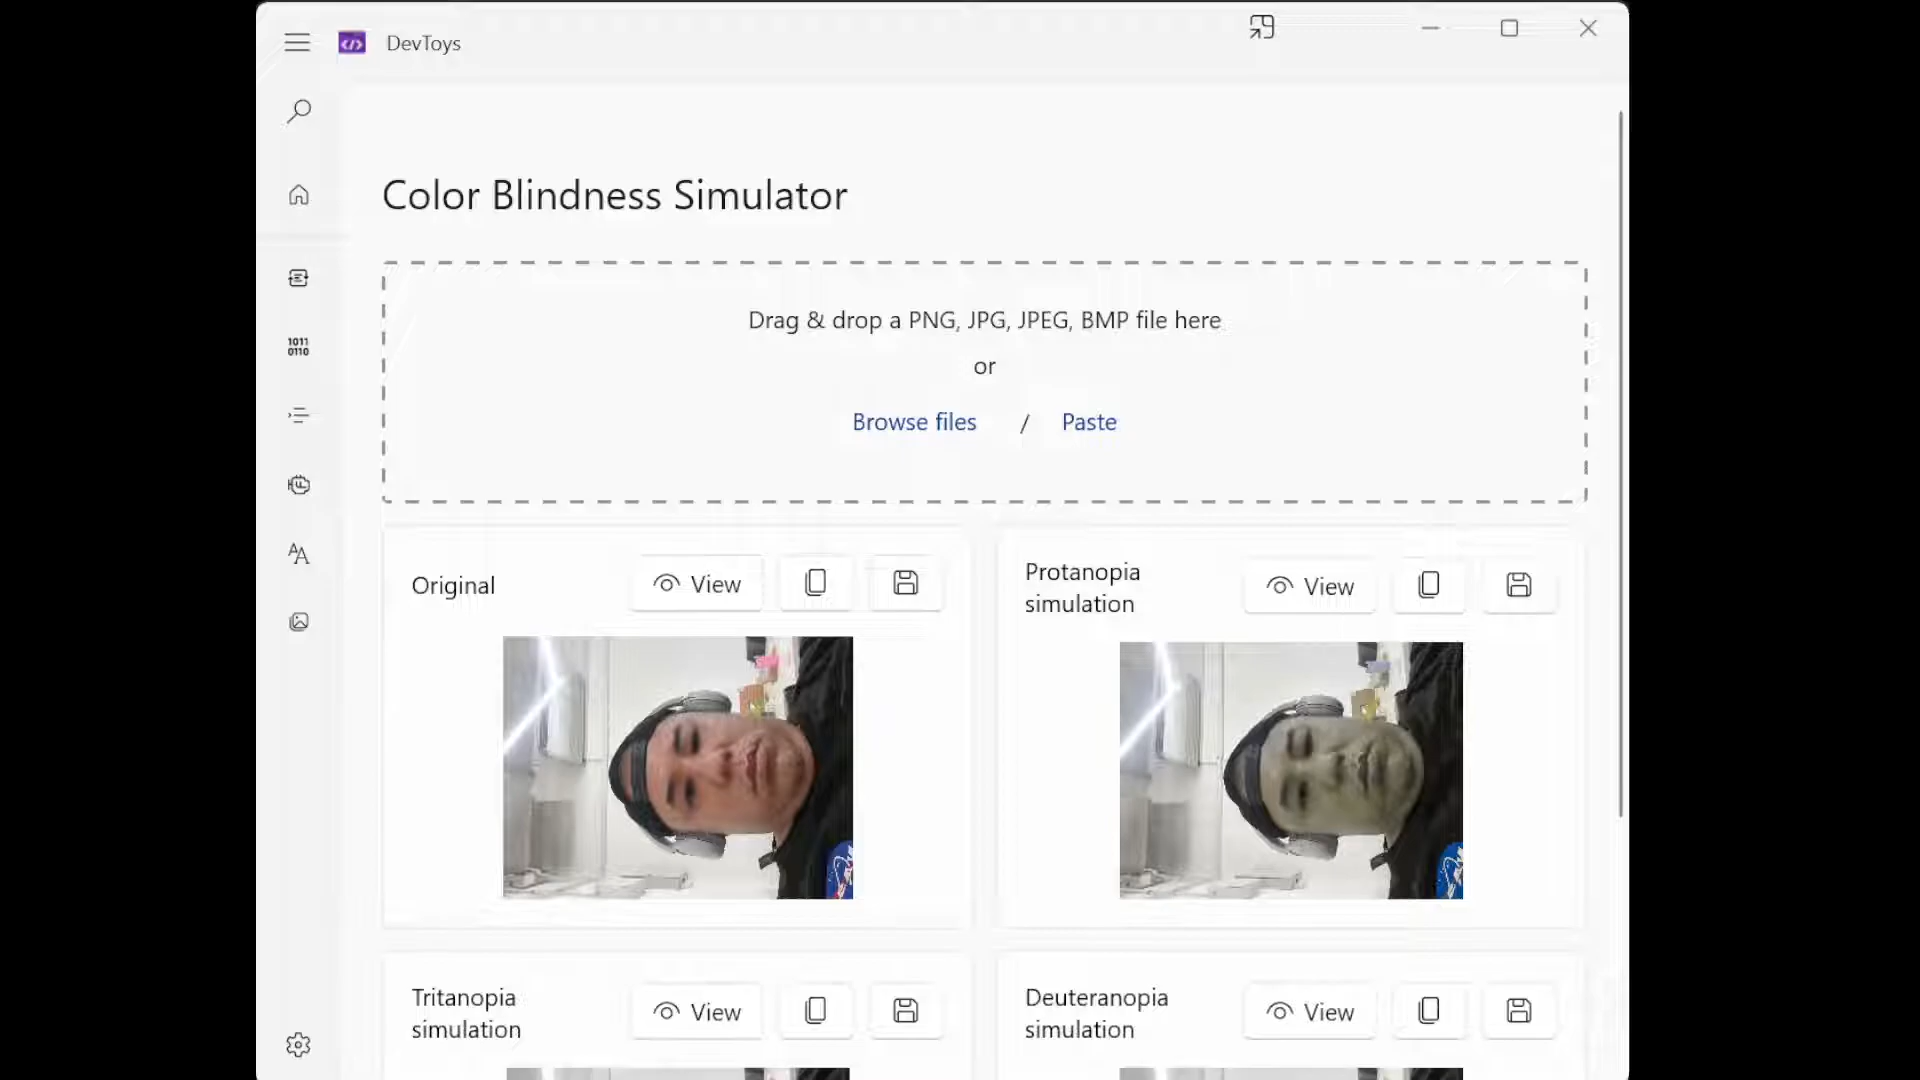 DevToys
Color Blindness Simulator
Drag & drop a PNG, JPG, JPEG, BMP file here
or
Browse files / Paste
Original
View
Protanopia
simulation
View
Tritanopia
simulation
View
Deuteranopia
simulation
View